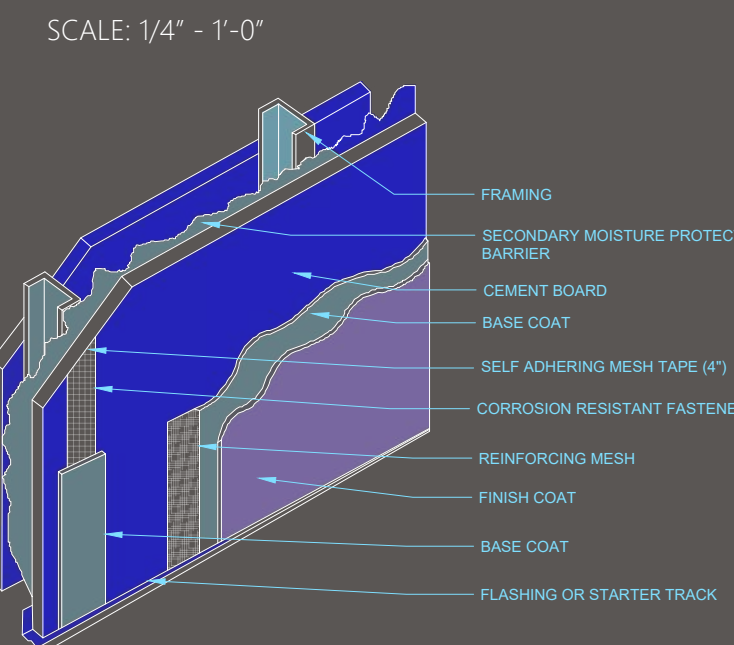 SCALE: 1/4" - 1'-0"
FRAMING
SECONDARY MOISTURE PROTEC
BARRIER
CEMENT BOARD
BASE COAT
SELF ADHERING MESH TAPE (4")
CORROSION RESISTANT FASTENE
REINFORCING MESH
FINISH COAT
BASE COAT
FLASHING OR STARTER TRACK